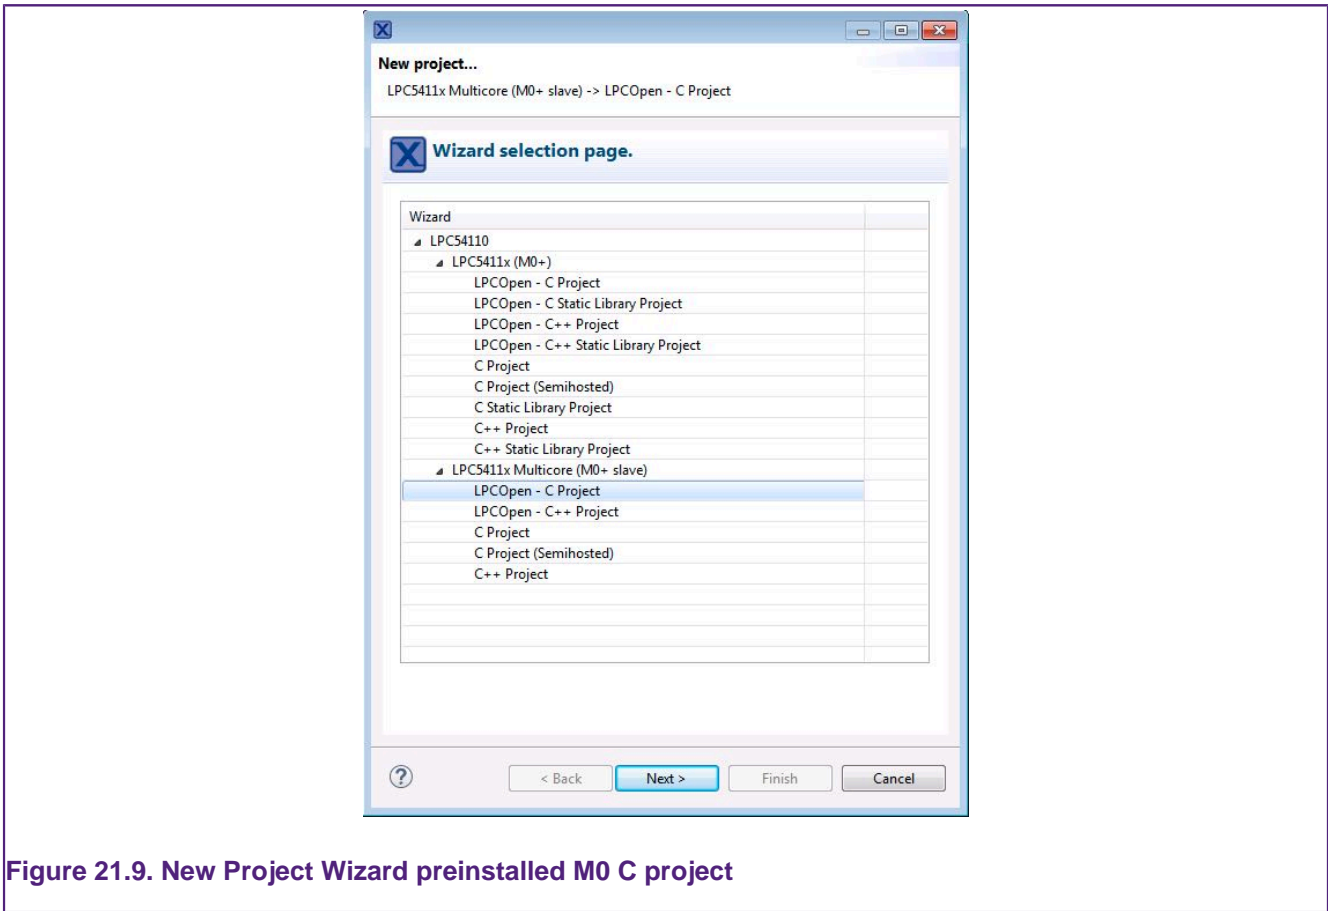 New project...
LPC5411x Multicore (M0+ slave) -> LPCOpen - C Project
Wizard selection page.
Wizard
LPC54110
LPC5411x (M0+)
LPCOpen - C Project
LPCOpen - C Static Library Project
LPCOpen - C++ Project
LPCOpen - C++ Static Library Project
C Project
C Project (Semihosted)
C Static Library Project
C++ Project
C++ Static Library Project
LPC5411x Multicore (M0+ slave)
LPCOpen - C Project
LPCOpen - C++ Project
C Project
C Project (Semihosted)
C++ Project
< Back Next > Finish Cancel
Figure 21.9. New Project Wizard preinstalled M0 C project